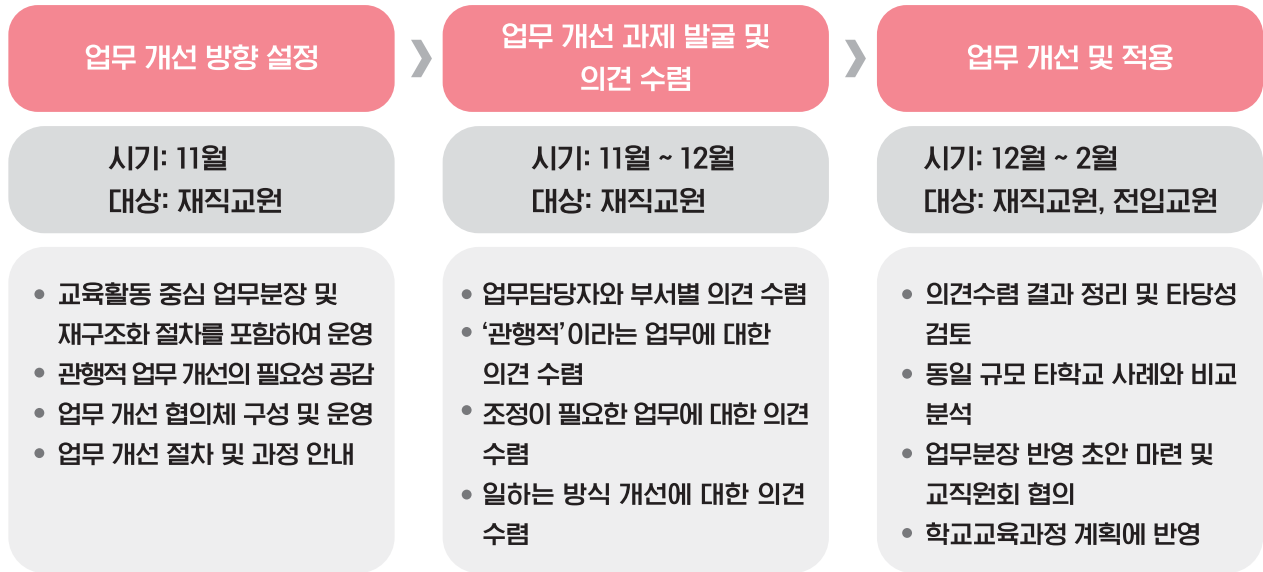 업무 개선 방향 설정
시기: 11월
대상: 재직교원
• 교육활동 중심 업무분장 및
재구조화 절차를 포함하여 운영
• 관행적 업무 개선의 필요성 공감
• 업무 개선 협의체 구성 및 운영
• 업무 개선 절차 및 과정 안내
업무 개선 과제 발굴 및
의견 수렴
시기: 11월 ~ 12월
대상: 재직교원
• 업무담당자와 부서별 의견 수렴
• ‘관행적’이라는 업무에 대한
의견 수렴
• 조정이 필요한 업무에 대한 의견
수렴
• 일하는 방식 개선에 대한 의견
수렴
업무 개선 및 적용
시기: 12월 ~ 2월
대상: 재직교원, 전입교원
• 의견수렴 결과 정리 및 타당성
검토
• 동일 규모 타학교 사례와 비교
분석
• 업무분장 반영 초안 마련 및
교직원회 협의
• 학교교육과정 계획에 반영